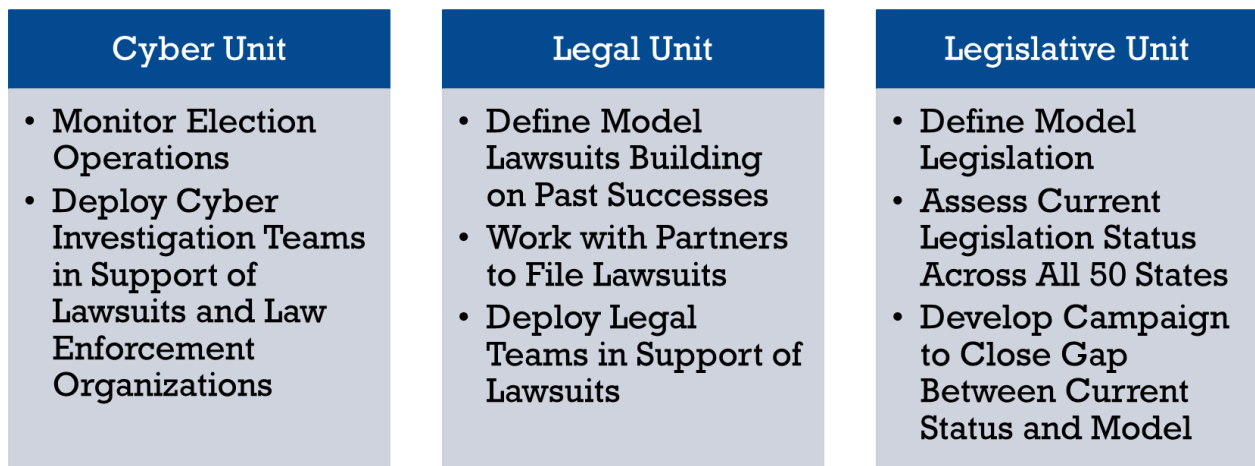 Cyber Unit
• Monitor Election
Operations
• Deploy Cyber
Investigation Teams
in Support of
Lawsuits and Law
Enforcement
Organizations
Legal Unit
• Define Model
Lawsuits Building
on Past Successes
• Work with Partners
to File Lawsuits
• Deploy Legal
Teams in Support of
Lawsuits
Legislative Unit
• Define Model
Legislation
• Assess Current
Legislation Status
Across All 50 States
• Develop Campaign
to Close Gap
Between Current
Status and Model